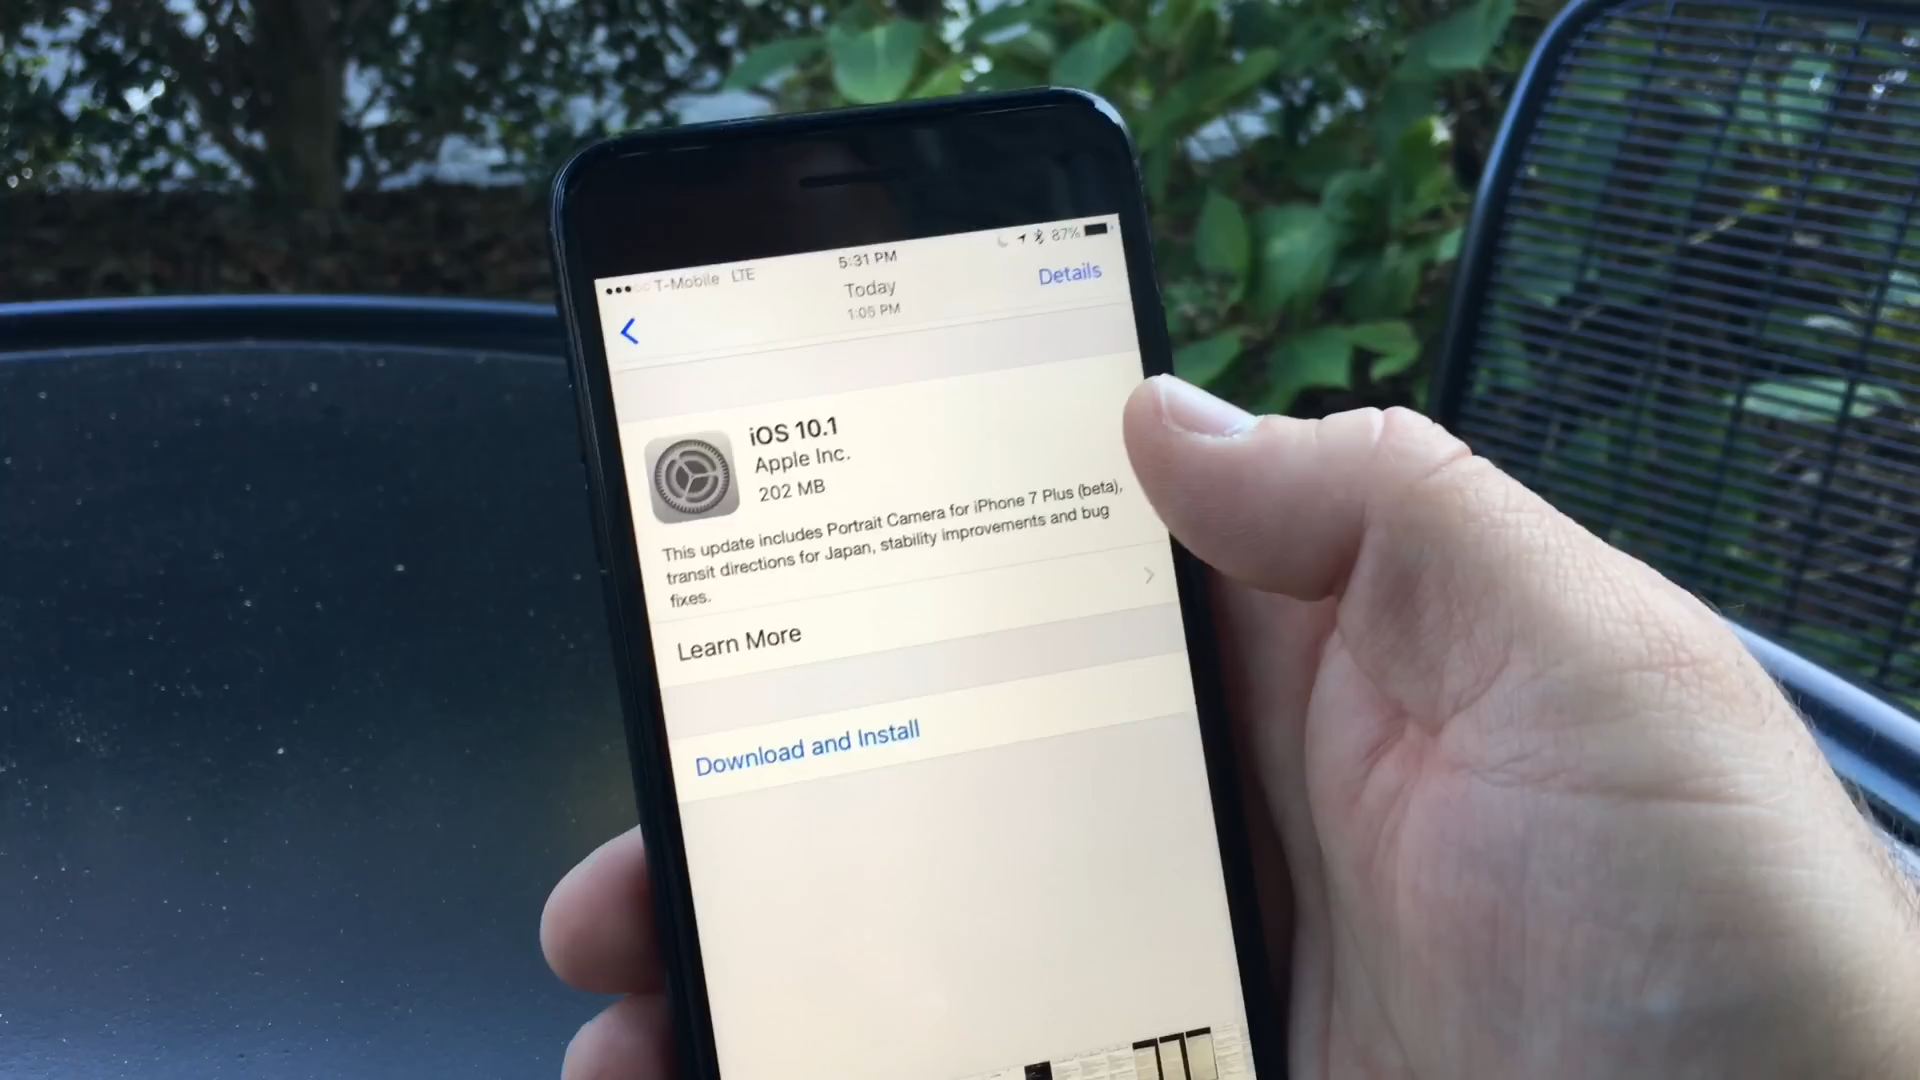 T-Mobile LTE 5:31 PM 87%
Today
1:05 PM
Details
iOS 10.1
Apple Inc.
202 MB
This update includes Portrait Camera for iPhone 7 Plus (beta),
transit directions for Japan, stability improvements and bug
fixes.
Learn More
Download and Install